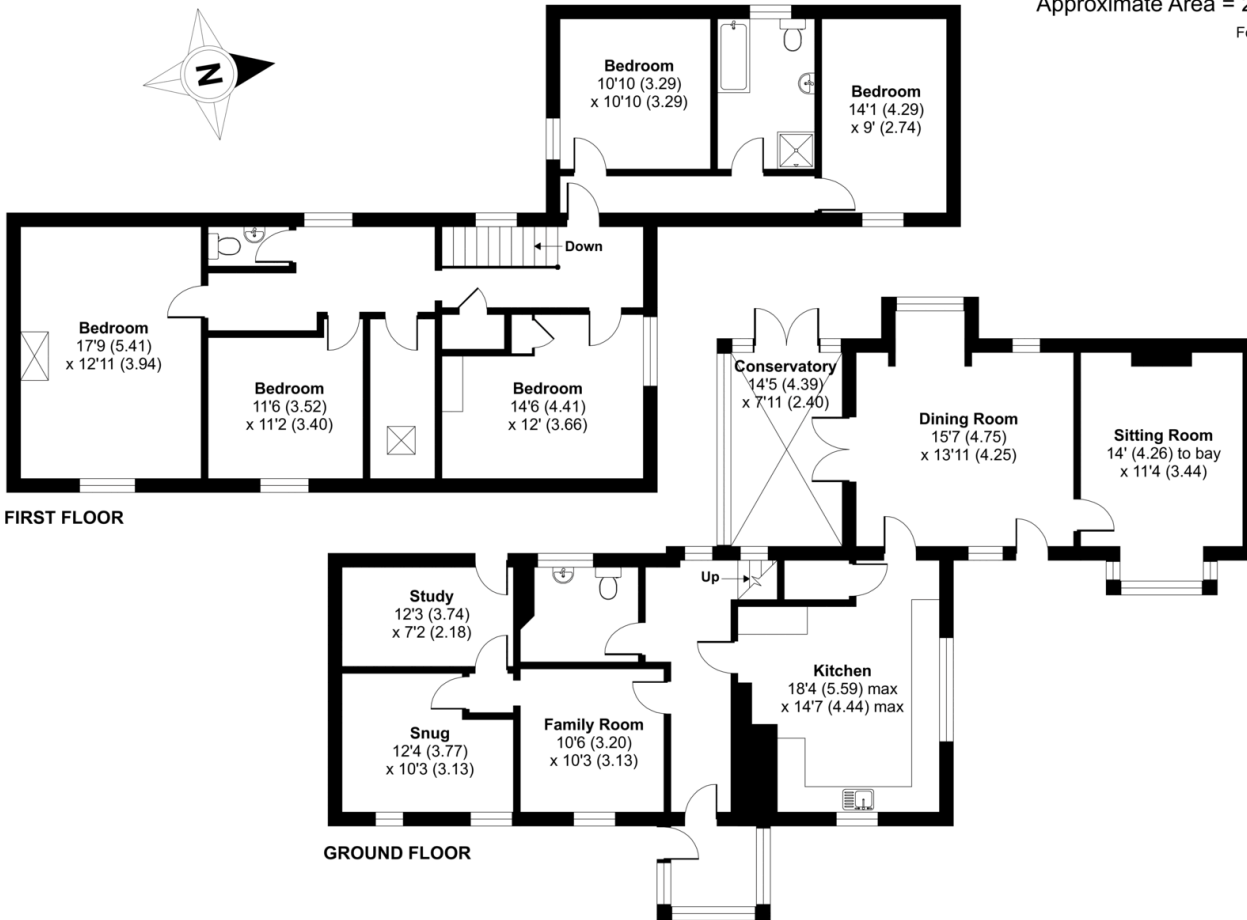 Approximate Area = 2
Fo
N
Bedroom
10'10 (3.29)
x 10'10 (3.29)
Bedroom
14'1 (4.29)
x 9' (2.74)
Down
Bedroom
17'9 (5.41)
x 12'11 (3.94)
Bedroom
11'6 (3.52)
x 11'2 (3.40)
Bedroom
14'6 (4.41)
x 12' (3.66)
FIRST FLOOR
Conservatory
14'5 (4.39)
x 7'11 (2.40)
Dining Room
15'7 (4.75)
x 13'11 (4.25)
Sitting Room
14' (4.26) to bay
x 11'4 (3.44)
Up
Study
12'3 (3.74)
x 7'2 (2.18)
Kitchen
18'4 (5.59) max
x 14'7 (4.44) max
Snug
12'4 (3.77)
x 10'3 (3.13)
Family Room
10'6 (3.20)
x 10'3 (3.13)
GROUND FLOOR